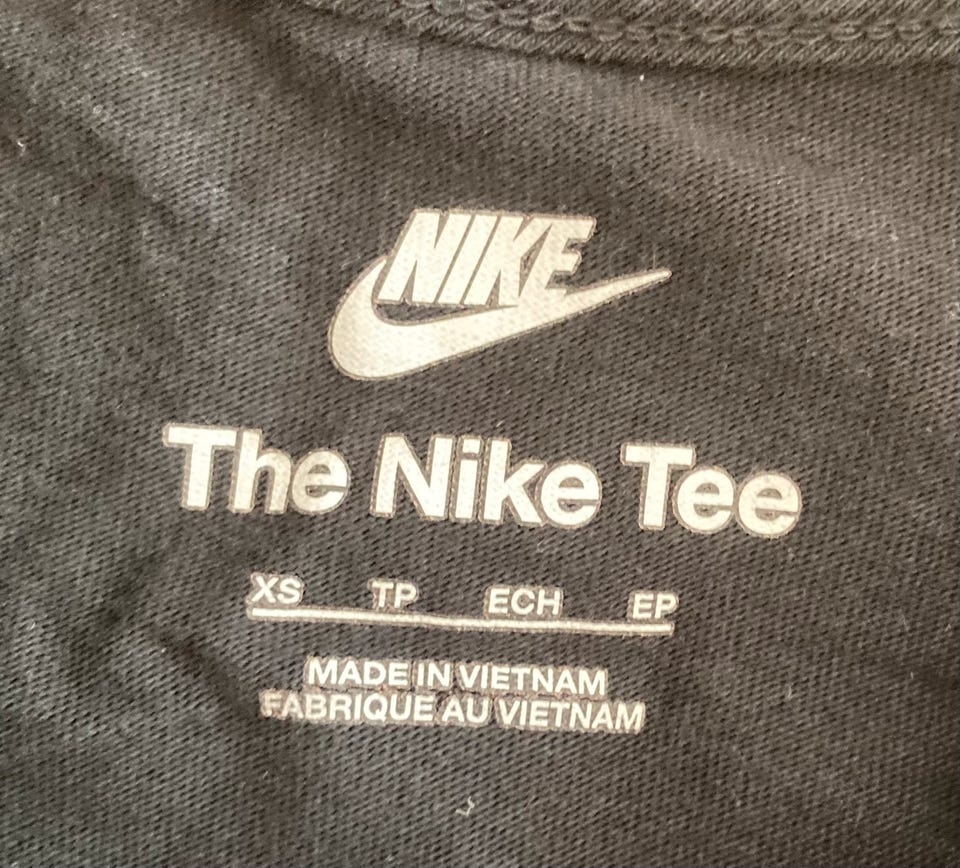 NIKE
The Nike Tee
XS TP ECH EP
MADE IN VIETNAM
FABRIQUE AU VIETNAM